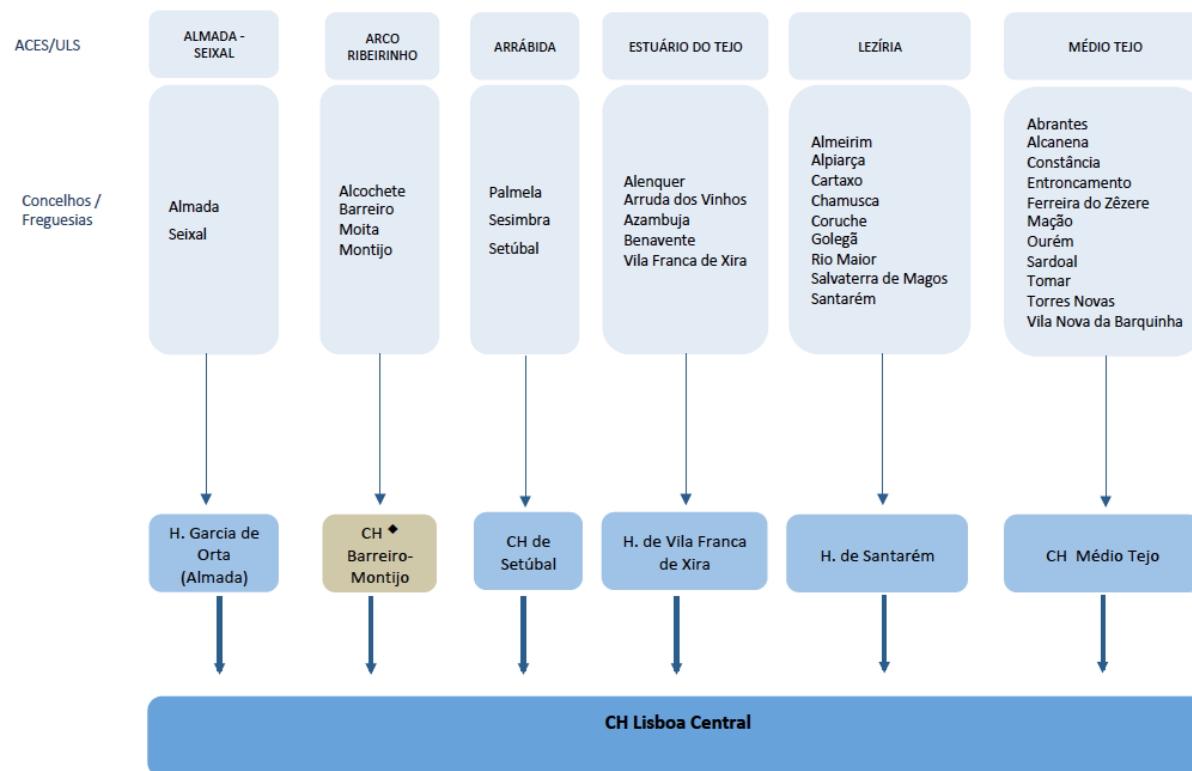 ACES/ULS
ALMADA -
SEIXAL
ARCO
RIBEIRINHO
ARRÁBIDA
ESTUÁRIO DO TEJO
LEZÍRIA
MÉDIO TEJO
Concelhos /
Freguesias
Almada
Seixal
Alcochete
Barreiro
Moita
Montijo
Palmela
Sesimbra
Setúbal
Alenquer
Arruda dos Vinhos
Azambuja
Benavente
Vila Franca de Xira
Almeirim
Alpiarça
Cartaxo
Chamusca
Coruche
Golegã
Rio Maior
Salvaterra de Magos
Santarém
Abrantes
Alcanena
Constância
Entroncamento
Ferreira do Zêzere
Mação
Ourém
Sardoal
Tomar
Torres Novas
Vila Nova da Barquinha
H. Garcia de
Orta
(Almada)
CH ◆
Barreiro-
Montijo
CH de
Setúbal
H. de Vila Franca
de Xira
H. de Santarém
CH Médio Tejo
CH Lisboa Central